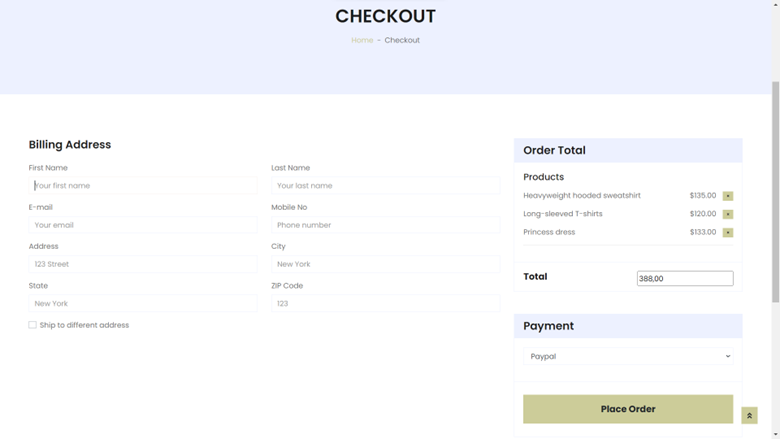 CHECKOUT
Home - Checkout
Billing Address
First Name
Last Name
Your first name
Your last name
E-mail
Mobile No
Your email
Phone number
Address
City
123 Street
New York
State
ZIP Code
New York
123
Ship to different address
Order Total
Products
Heavyweight hooded sweatshirt $135.00
Long-sleeved T-shirts $120.00
Princess dress $133.00
Total 388,00
Payment
Paypal
Place Order